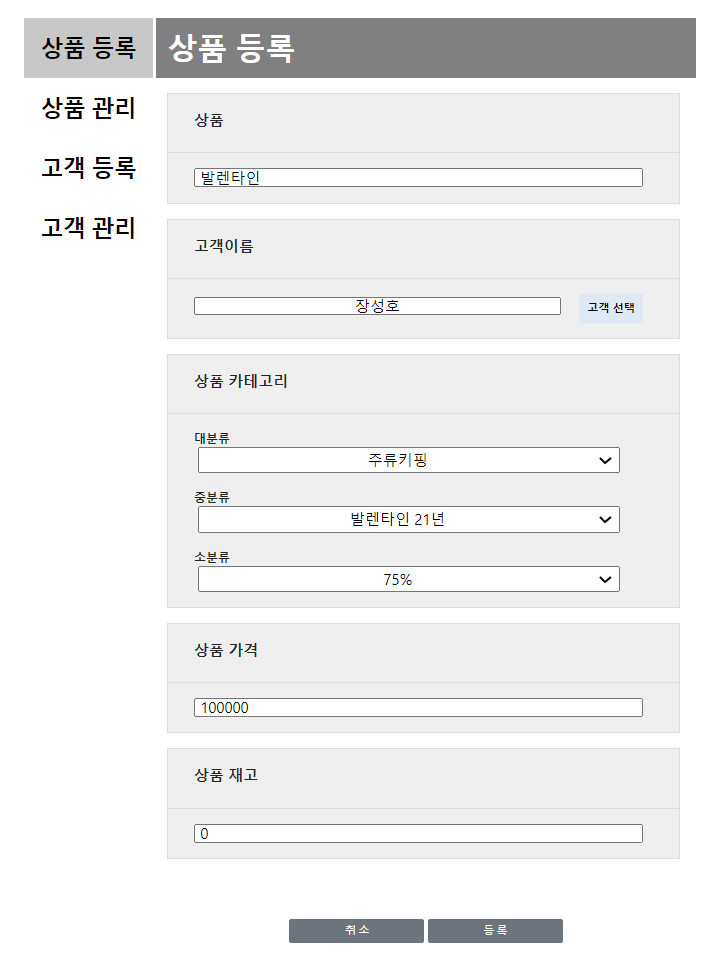 상품 등록
상품 관리
고객 등록
고객 관리
상품 등록
상품
발렌타인
고객이름
장성호
고객 선택
상품 카테고리
대분류
주류키핑
중분류
발렌타인 21년
소분류
75%
상품 가격
100000
상품 재고
0
취소
등록